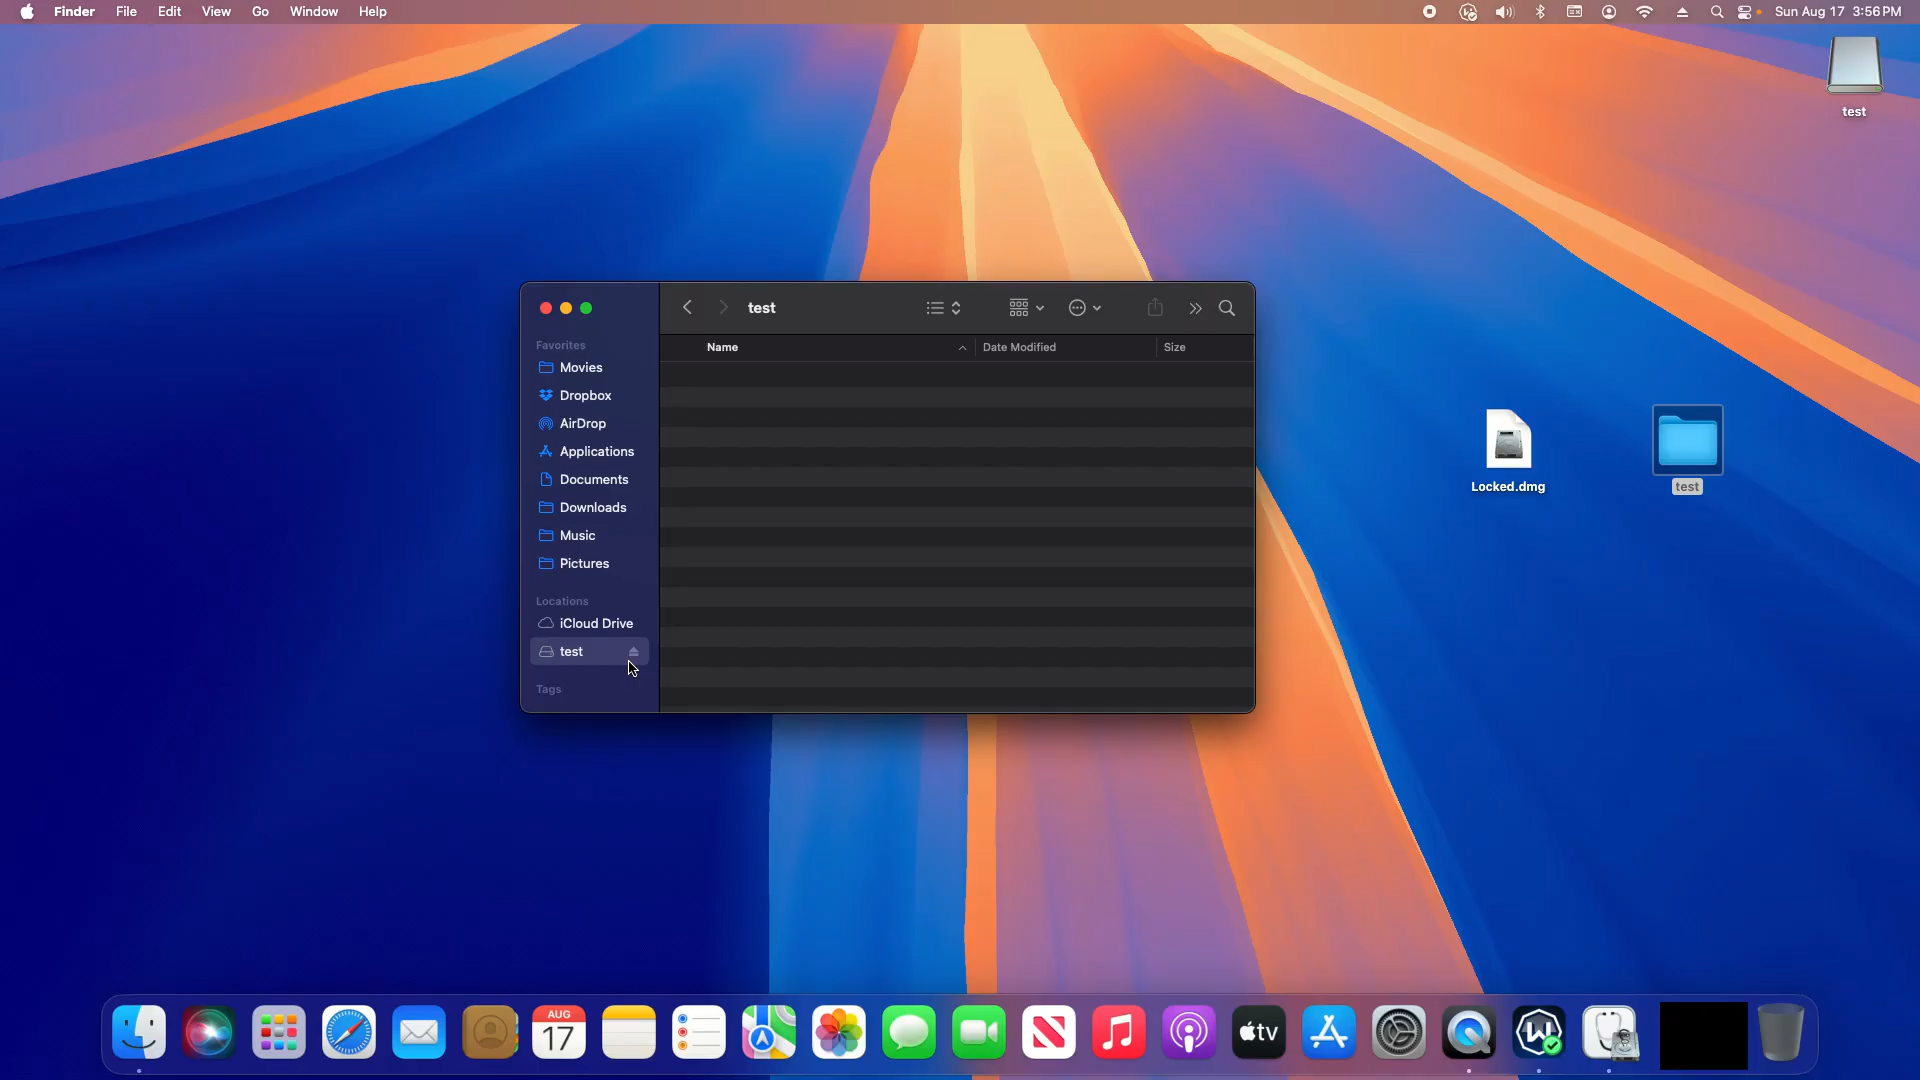 Finder File Edit View Go Window Help
Sun Aug 17 3:56 PM
test
test
Name Date Modified Size
Favorites
Movies
Dropbox
AirDrop
Applications
Documents
Downloads
Music
Pictures
Locations
iCloud Drive
test
Tags
Locked.dmg
test
AUG
17
tv